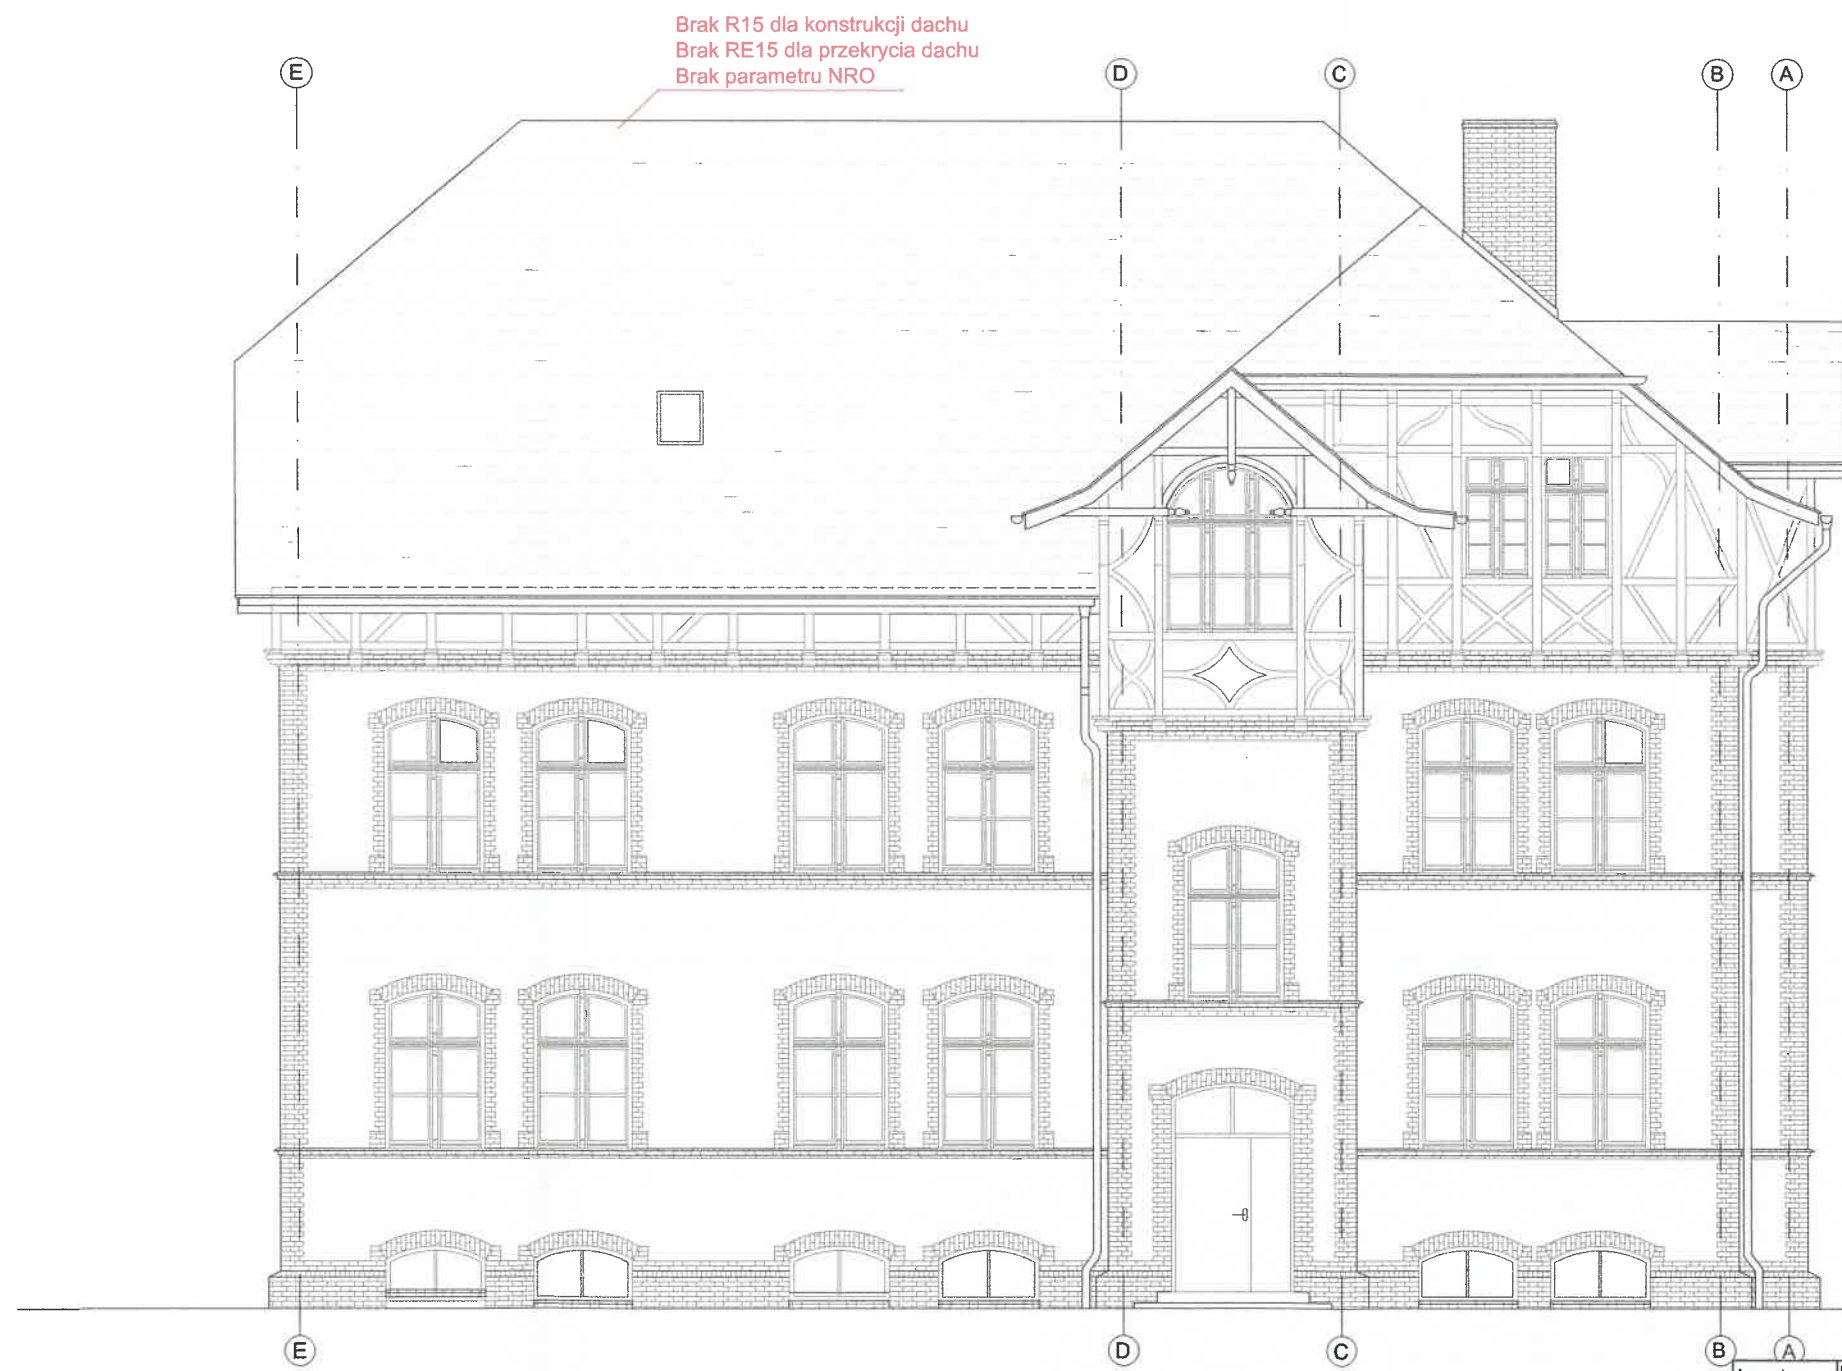 Brak R15 dla konstrukcji dachu
Brak RE15 dla przekrycia dachu
Brak parametru NRO
E D C B A
E D C B A